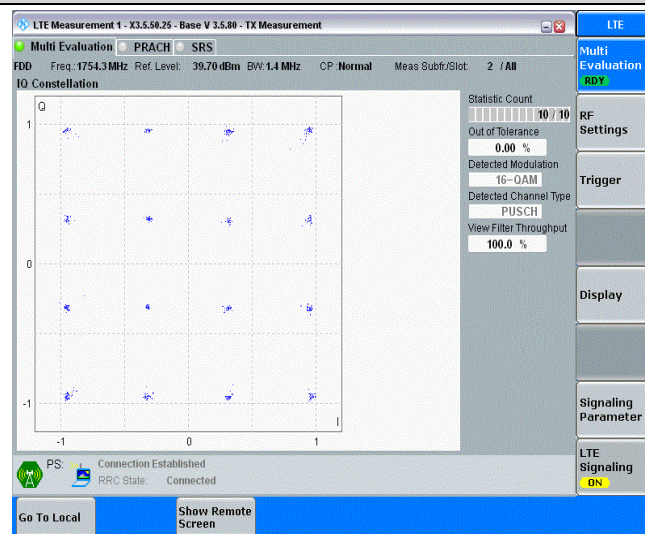 LTE Measurement 1 - X3.5.50.25 - Base V 3.5.80 - TX Measurement
LTE
Multi Evaluation PRACH SRS
FDD Freq.:1754.3 MHz Ref. Level: 39.70 dBm BW:1.4 MHz CP :Normal Meas Subfr./Slot: 2 / All
IQ Constellation
Q
1
0
-1
-1 0 1
I
Statistic Count
10 / 10
Out of Tolerance
0.00 %
Detected Modulation
16-QAM
Detected Channel Type
PUSCH
View Filter Throughput
100.0 %
Multi
Evaluation
RDY
RF
Settings
Trigger
Display
Signaling
Parameter
LTE
Signaling
ON
PS: Connection Established
RRC State: Connected
Go To Local
Show Remote
Screen